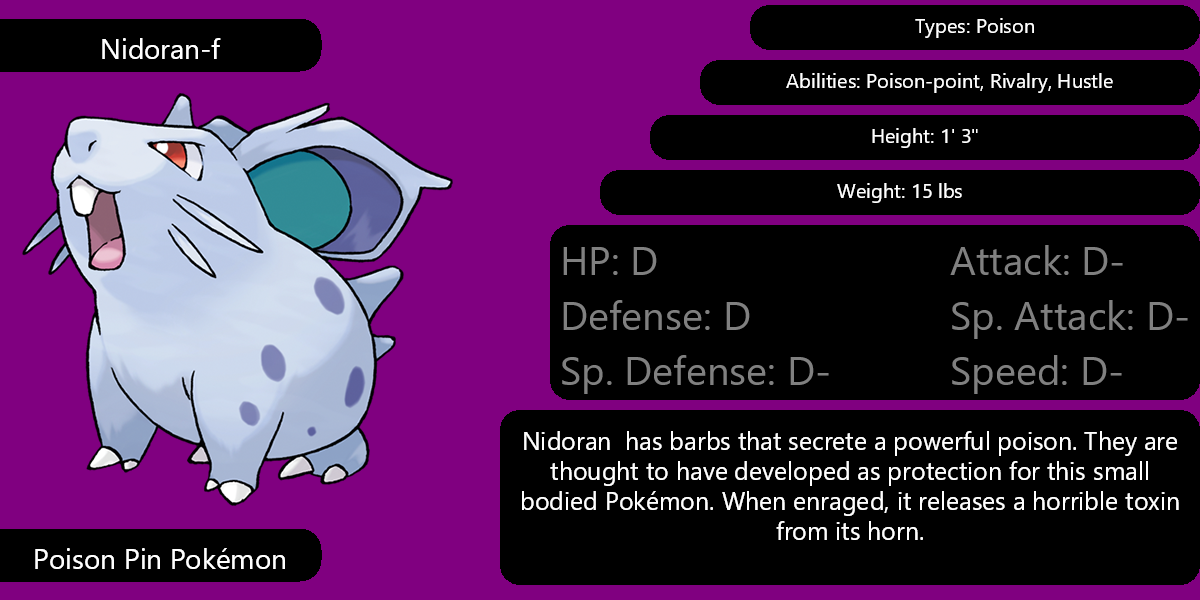 Nidoran-f
Types: Poison
Abilities: Poison-point, Rivalry, Hustle
Height: 1' 3"
Weight: 15 lbs
HP: D
Attack: D-
Defense: D
Sp. Attack: D-
Sp. Defense: D-
Speed: D-
Nidoran  has barbs that secrete a powerful poison. They are
thought to have developed as protection for this small
bodied Pokémon. When enraged, it releases a horrible toxin
from its horn.
Poison Pin Pokémon